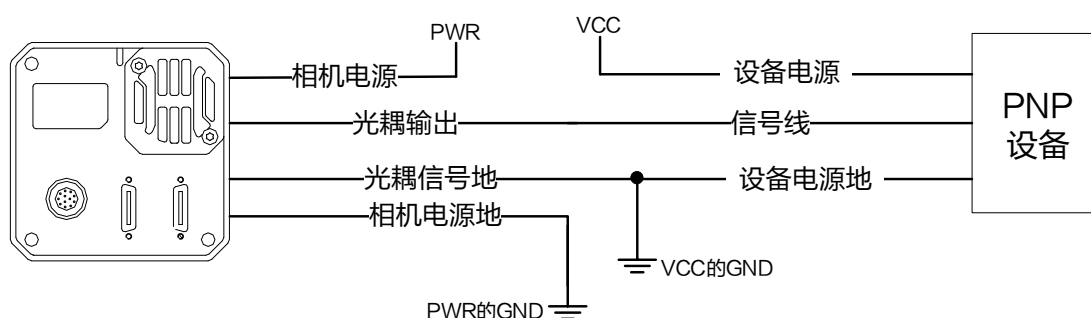 PWR
VCC
相机电源
设备电源
光耦输出
信号线
PNP
设备
光耦信号地
设备电源地
相机电源地
VCC的GND
PWR的GND